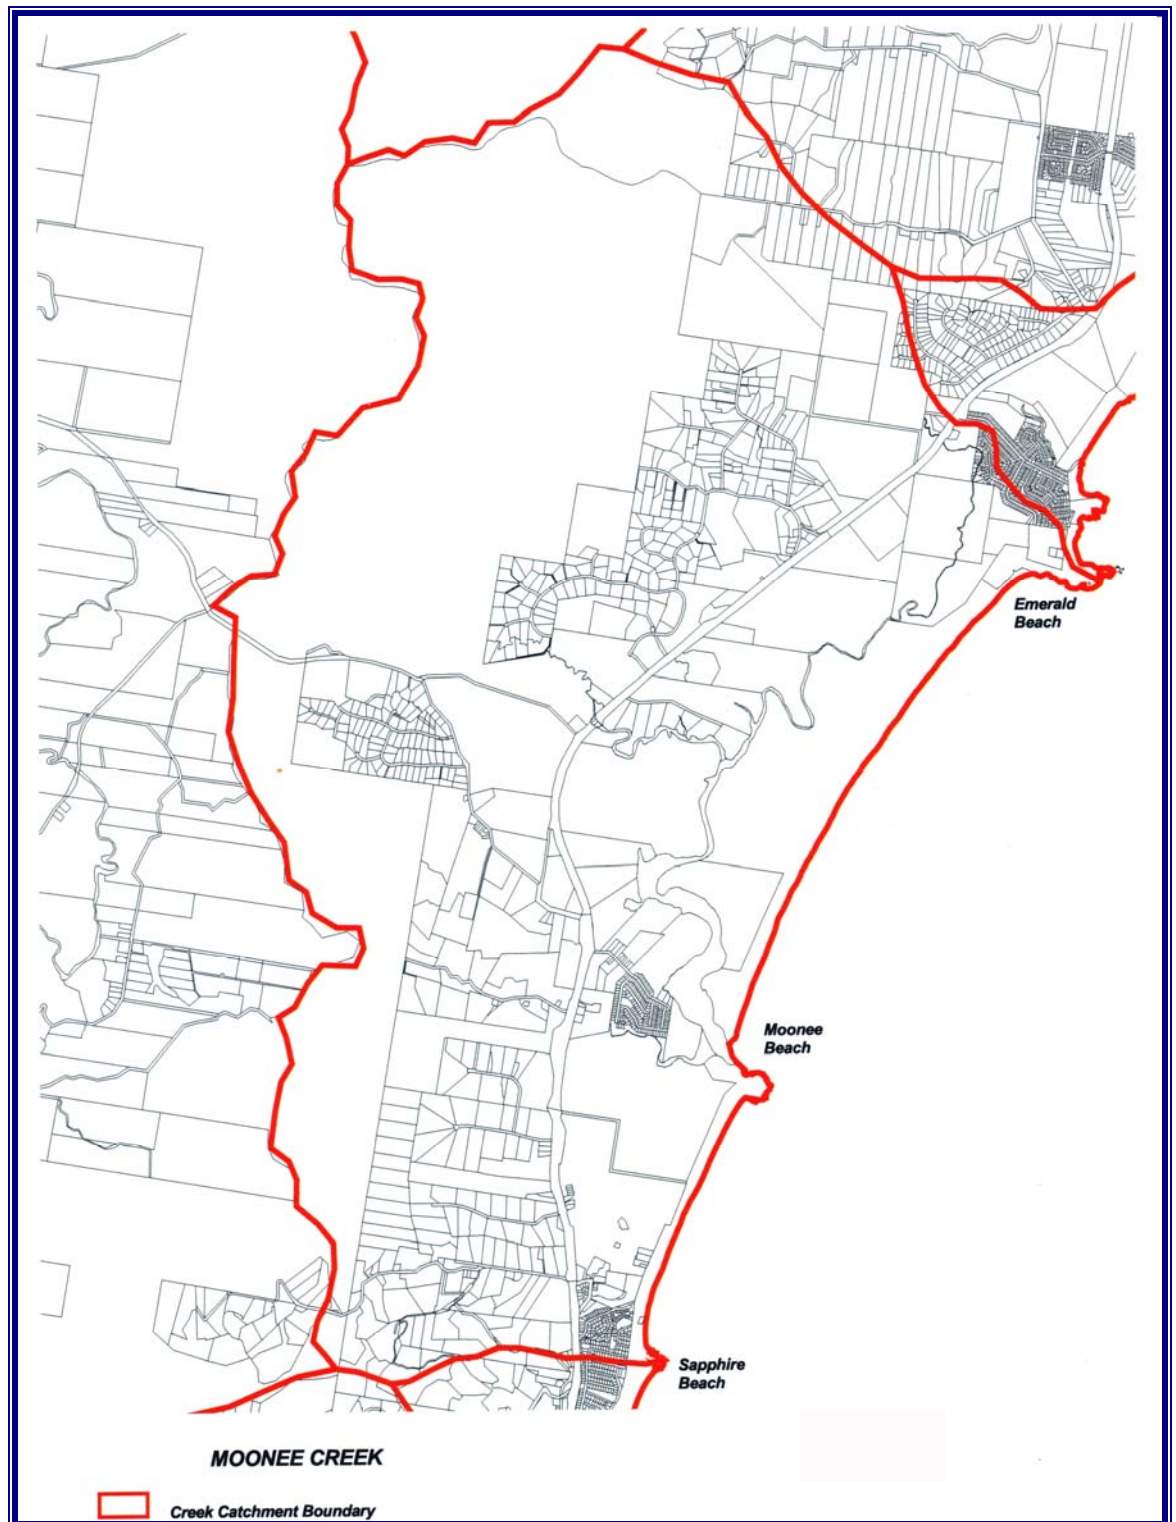 Emerald
Beach
Moonee
Beach
Sapphire
Beach
MOONEE CREEK
Creek Catchment Boundary